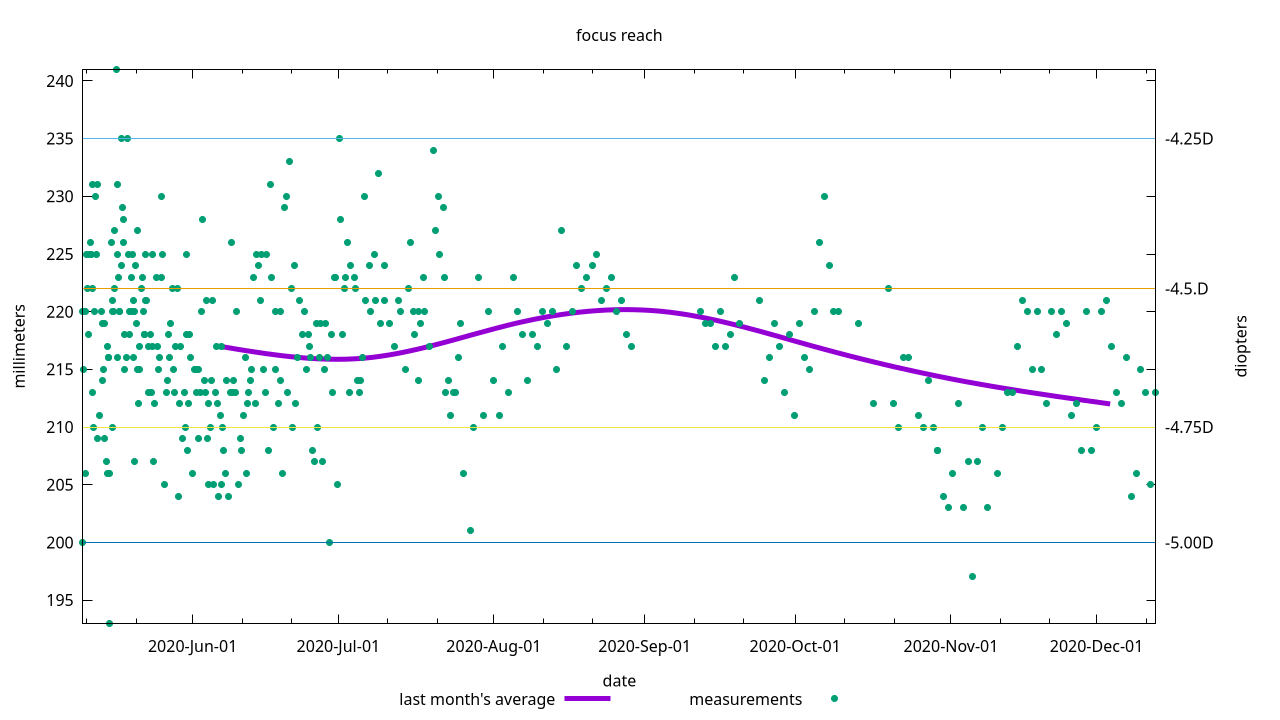 focus reach
240
235
230
225
220
215
210
205
200
195
millimeters
-4.25D
-4.5.D
-4.75D
-5.00D
diopters
2020-Jun-01 2020-Jul-01 2020-Aug-01 2020-Sep-01 2020-Oct-01 2020-Nov-01 2020-Dec-01
date
last month's average measurements